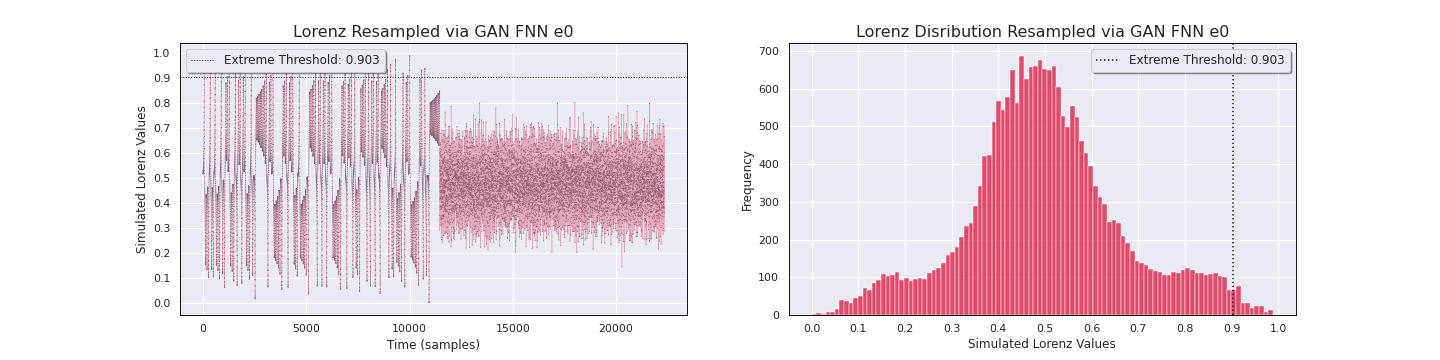 Lorenz Resampled via GAN FNN e0
Extreme Threshold: 0.903
Simulated Lorenz Values
1.0
0.9
0.8
0.7
0.6
0.5
0.4
0.3
0.2
0.1
0.0
0 5000 10000 15000 20000
Time (samples)
Lorenz Disribution Resampled via GAN FNN e0
Extreme Threshold: 0.903
Frequency
700
600
500
400
300
200
100
0
0.0 0.1 0.2 0.3 0.4 0.5 0.6 0.7 0.8 0.9 1.0
Simulated Lorenz Values